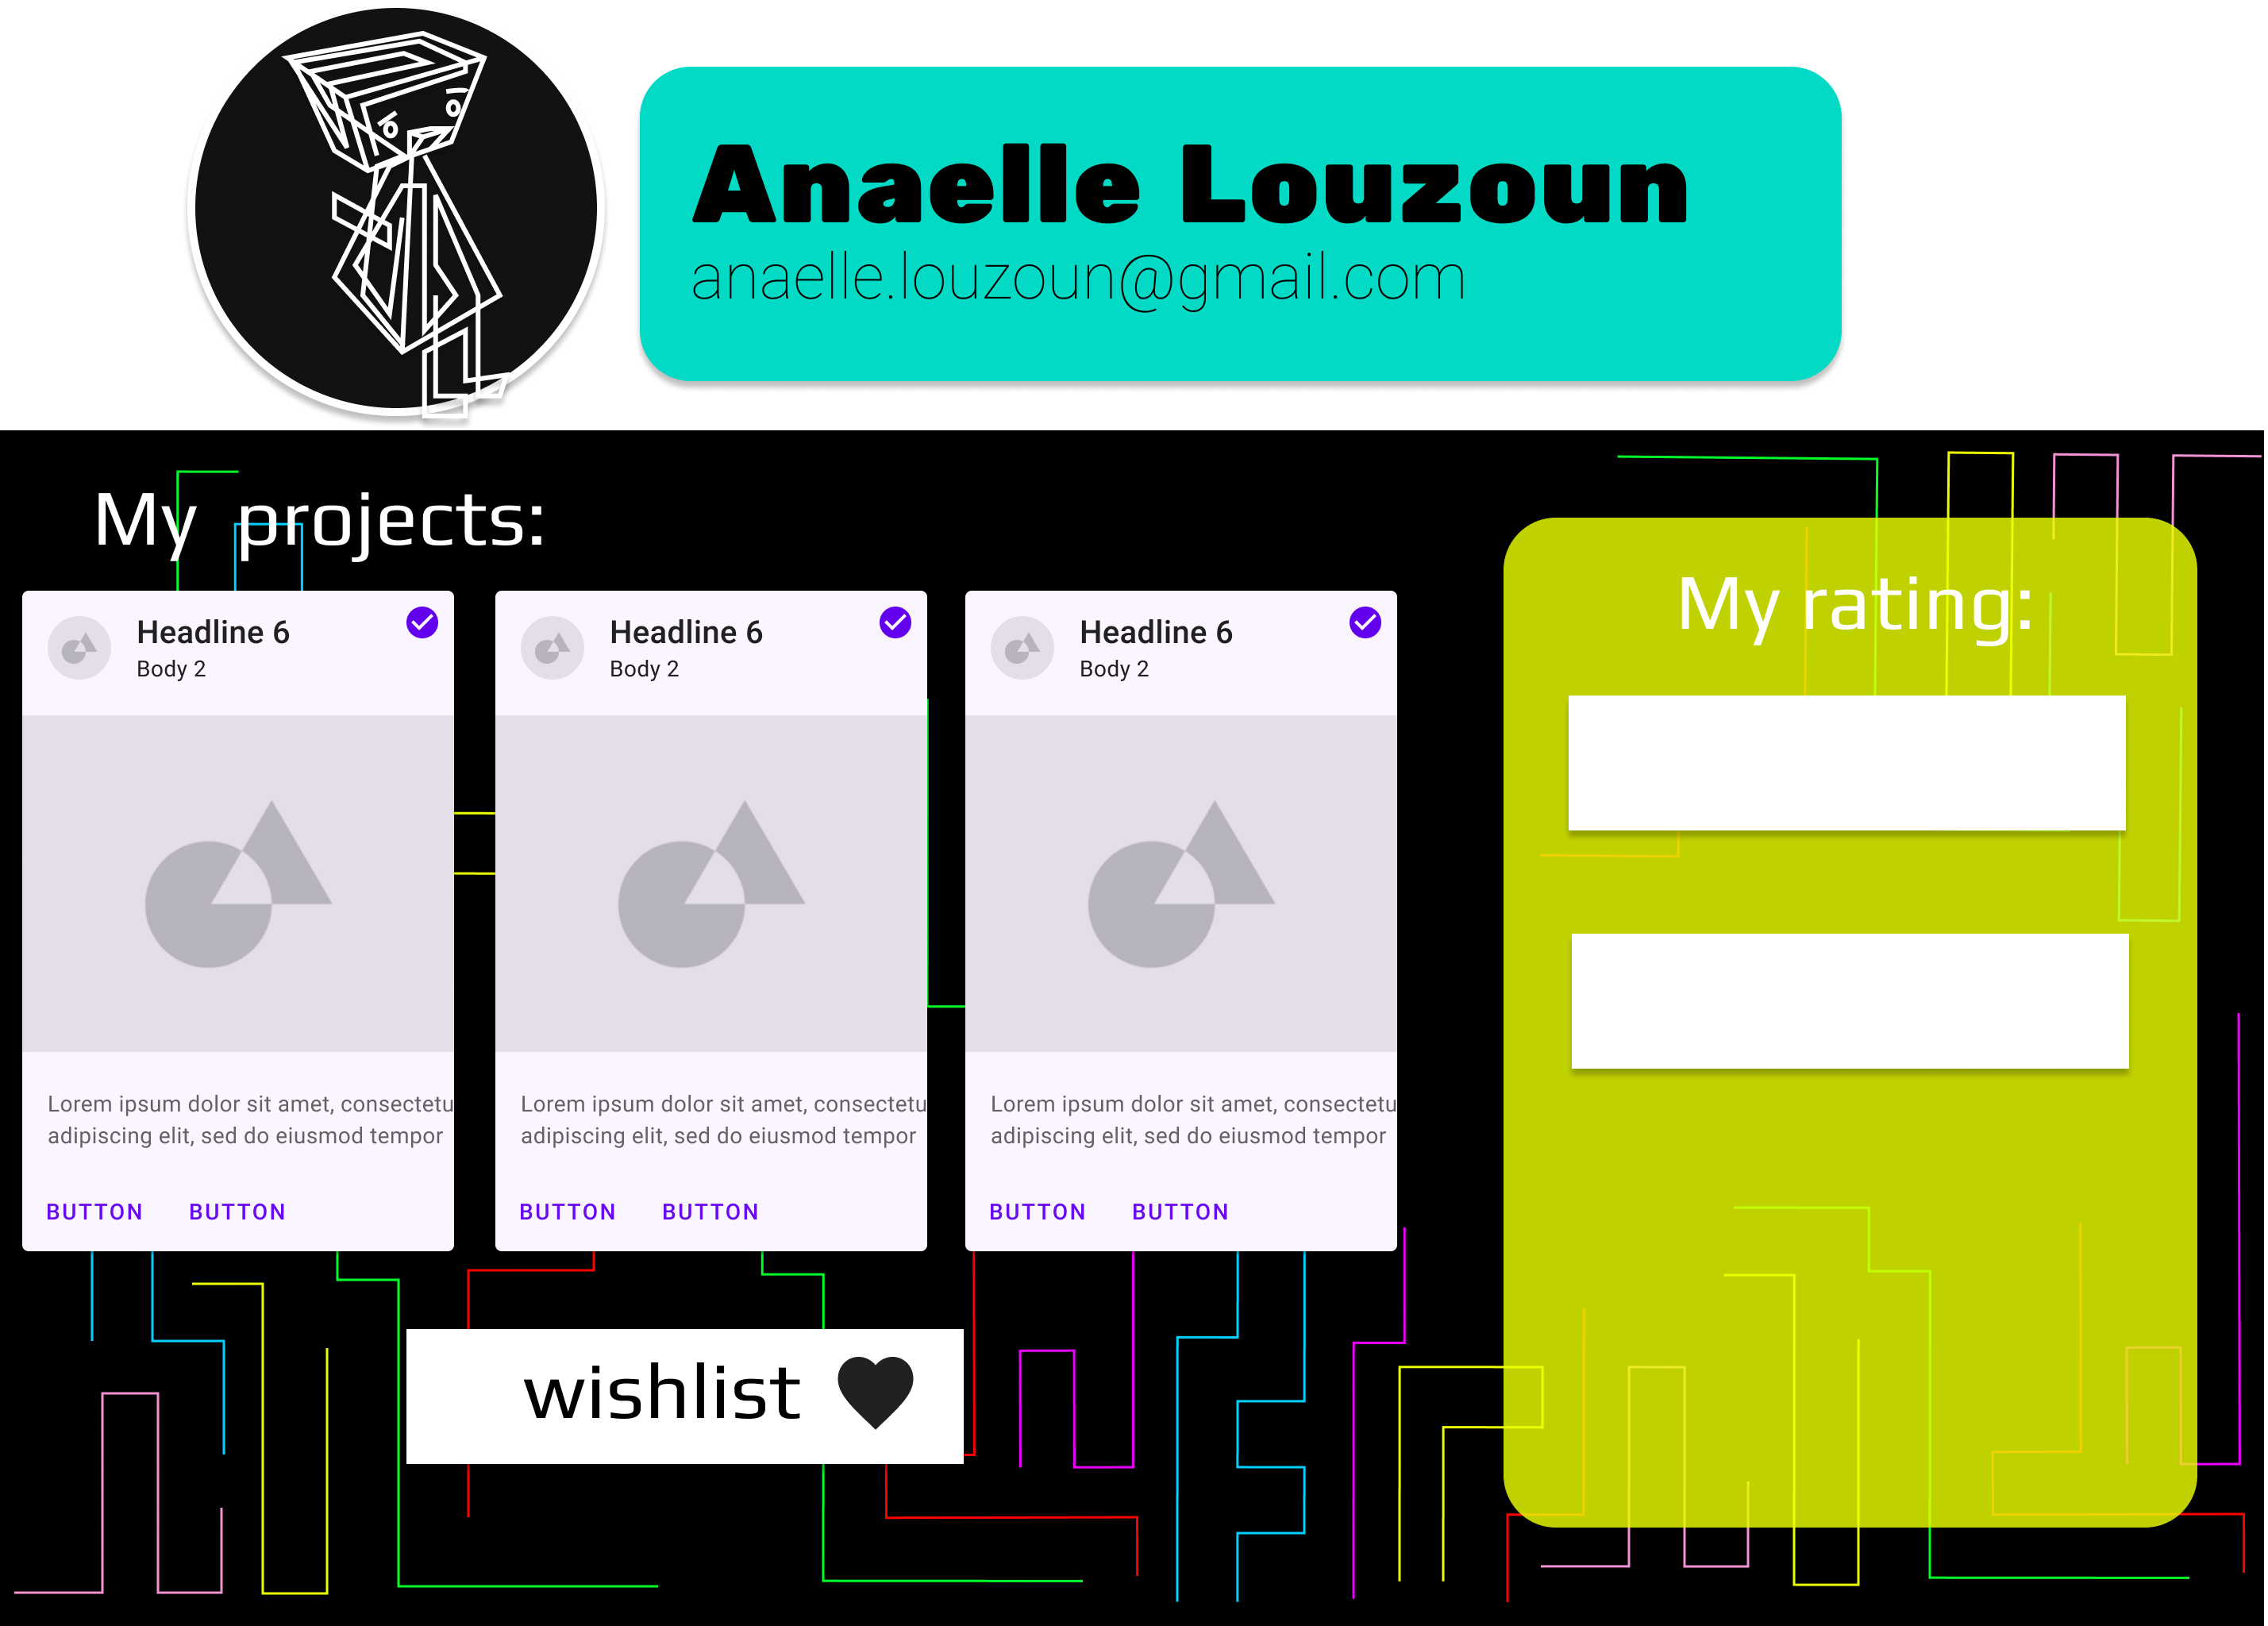 Anaelle Louzoun
anaelle.louzoun@gmail.com
My projects:
My rating:
Headline 6
Body 2
Headline 6
Body 2
Headline 6
Body 2
Lorem ipsum dolor sit amet, consectetu
adipiscing elit, sed do eiusmod tempor
Lorem ipsum dolor sit amet, consectetu
adipiscing elit, sed do eiusmod tempor
Lorem ipsum dolor sit amet, consectetu
adipiscing elit, sed do eiusmod tempor
BUTTON BUTTON
BUTTON BUTTON
BUTTON BUTTON
wishlist